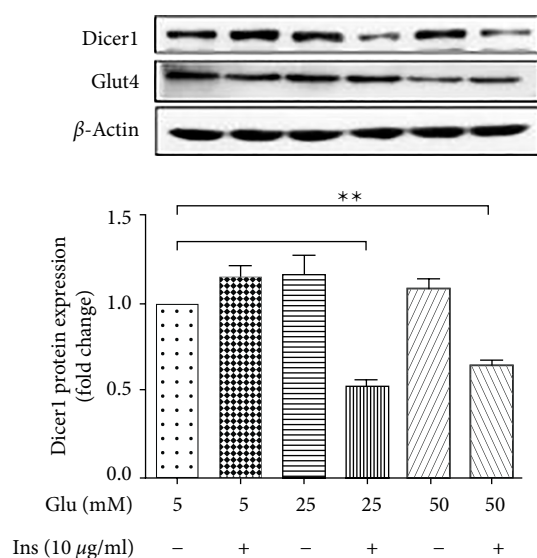 Dicer1
Glut4
β-Actin
**
Dicer1 protein expression
(fold change)
1.5
1.0
0.5
0.0
Glu (mM) 5 5 25 25 50 50
Ins (10 μg/ml) − + − + − +